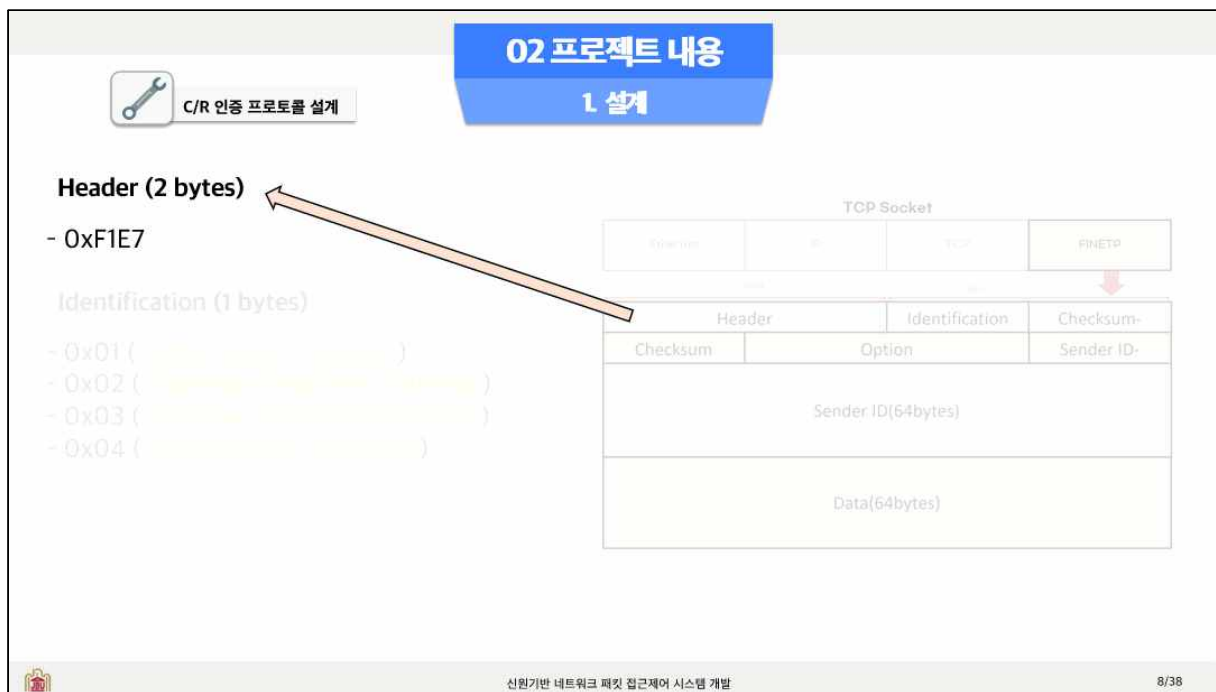 02 프로젝트 내용
1. 설계
C/R 인증 프로토콜 설계
Header (2 bytes)
- 0xF1E7
Identification (1 bytes)
- 0x01 ( )
- 0x02 ( )
- 0x03 ( )
- 0x04 ( )
TCP Socket
IP TCP FINETP
Header Identification Checksum-
Checksum Option Sender ID-
Sender ID(64bytes)
Data(64bytes)
신원기반 네트워크 패킷 접근제어 시스템 개발
8/38